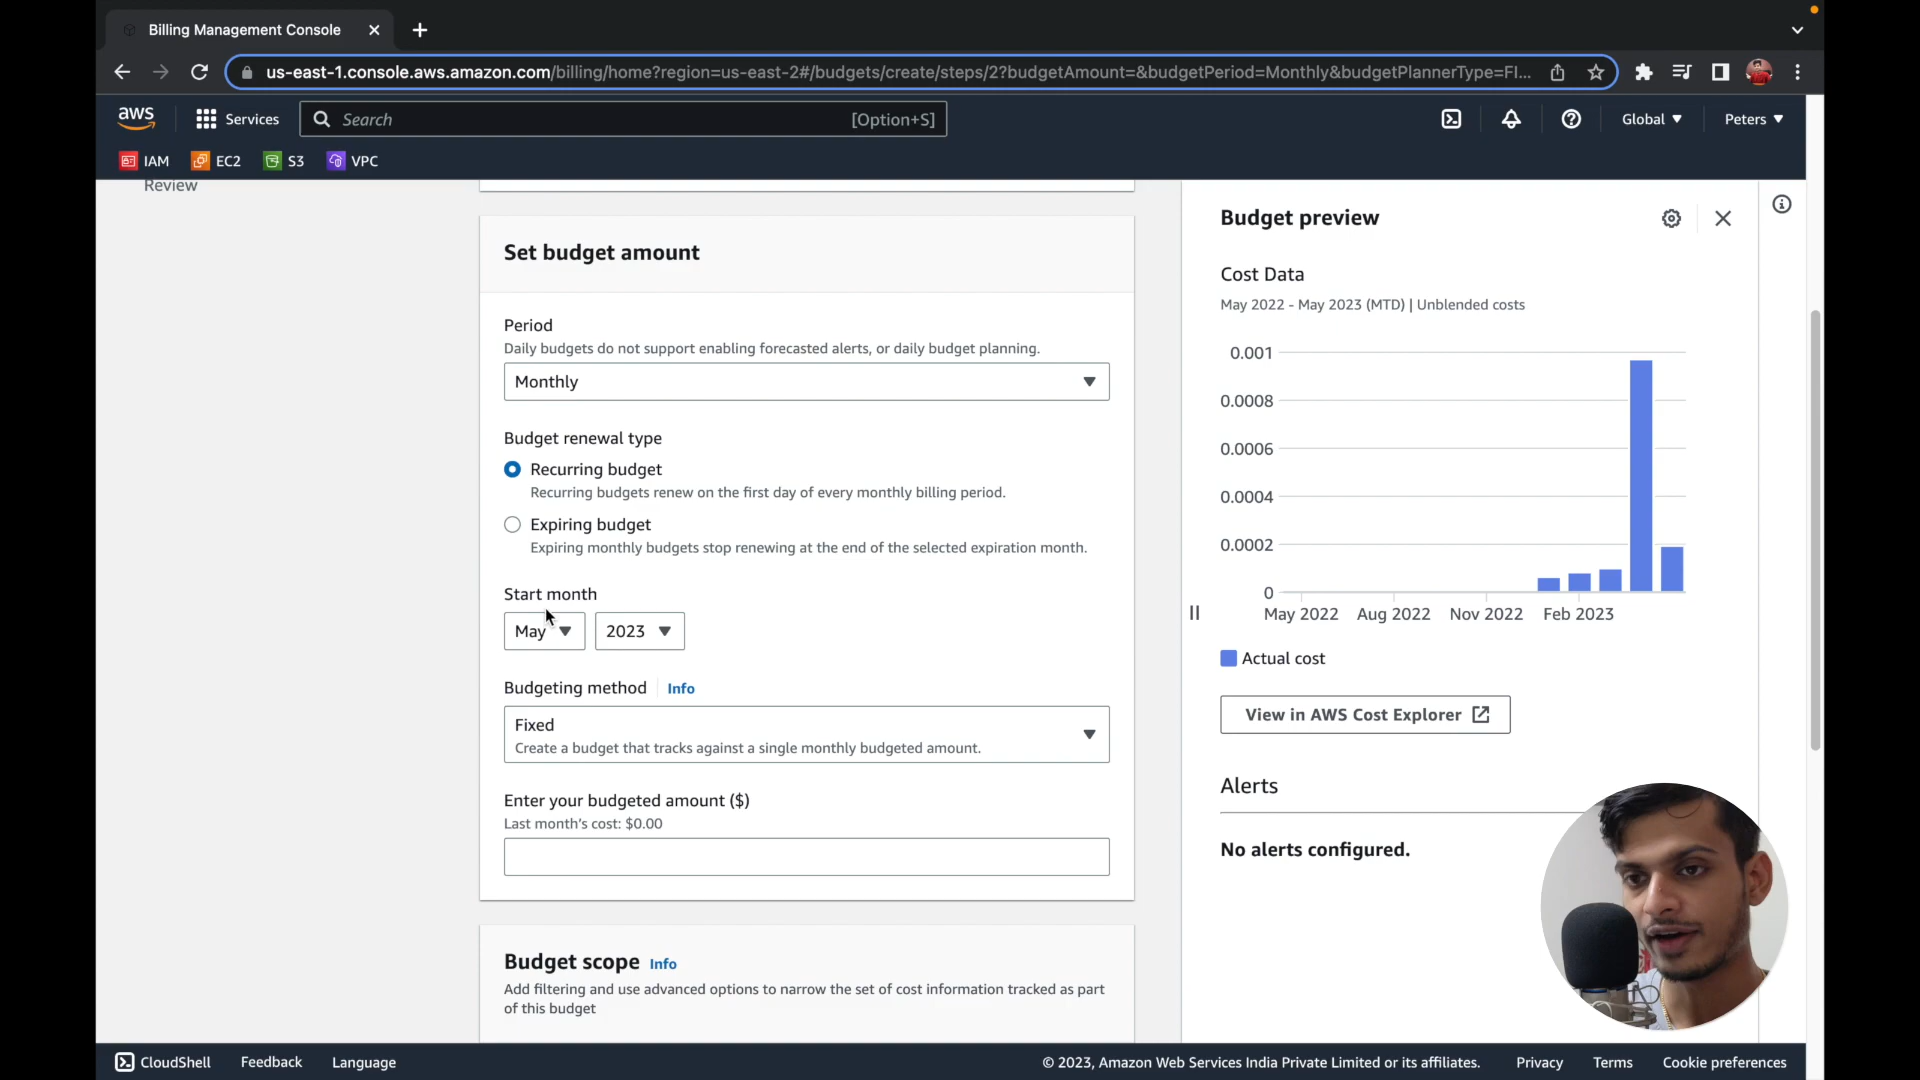 Billing Management Console
us-east-1.console.aws.amazon.com/billing/home?region=us-east-2#/budgets/create/steps/2?budgetAmount=&budgetPeriod=Monthly&budgetPlannerType=FI...
aws
Services
Search
[Option+S]
Global
Peters
IAM
EC2
S3
VPC
Review
Set budget amount
Period
Daily budgets do not support enabling forecasted alerts, or daily budget planning.
Monthly
Budget renewal type
Recurring budget
Recurring budgets renew on the first day of every monthly billing period.
Expiring budget
Expiring monthly budgets stop renewing at the end of the selected expiration month.
Start month
May
2023
Budgeting method
Info
Fixed
Create a budget that tracks against a single monthly budgeted amount.
Enter your budgeted amount ($)
Last month's cost: $0.00
Budget scope Info
Add filtering and use advanced options to narrow the set of cost information tracked as part
of this budget
Budget preview
Cost Data
May 2022 - May 2023 (MTD) | Unblended costs
0.001
0.0008
0.0006
0.0004
0.0002
0
May 2022 Aug 2022 Nov 2022 Feb 2023
Actual cost
View in AWS Cost Explorer
Alerts
No alerts configured.
CloudShell
Feedback
Language
© 2023, Amazon Web Services India Private Limited or its affiliates.
Privacy
Terms
Cookie preferences